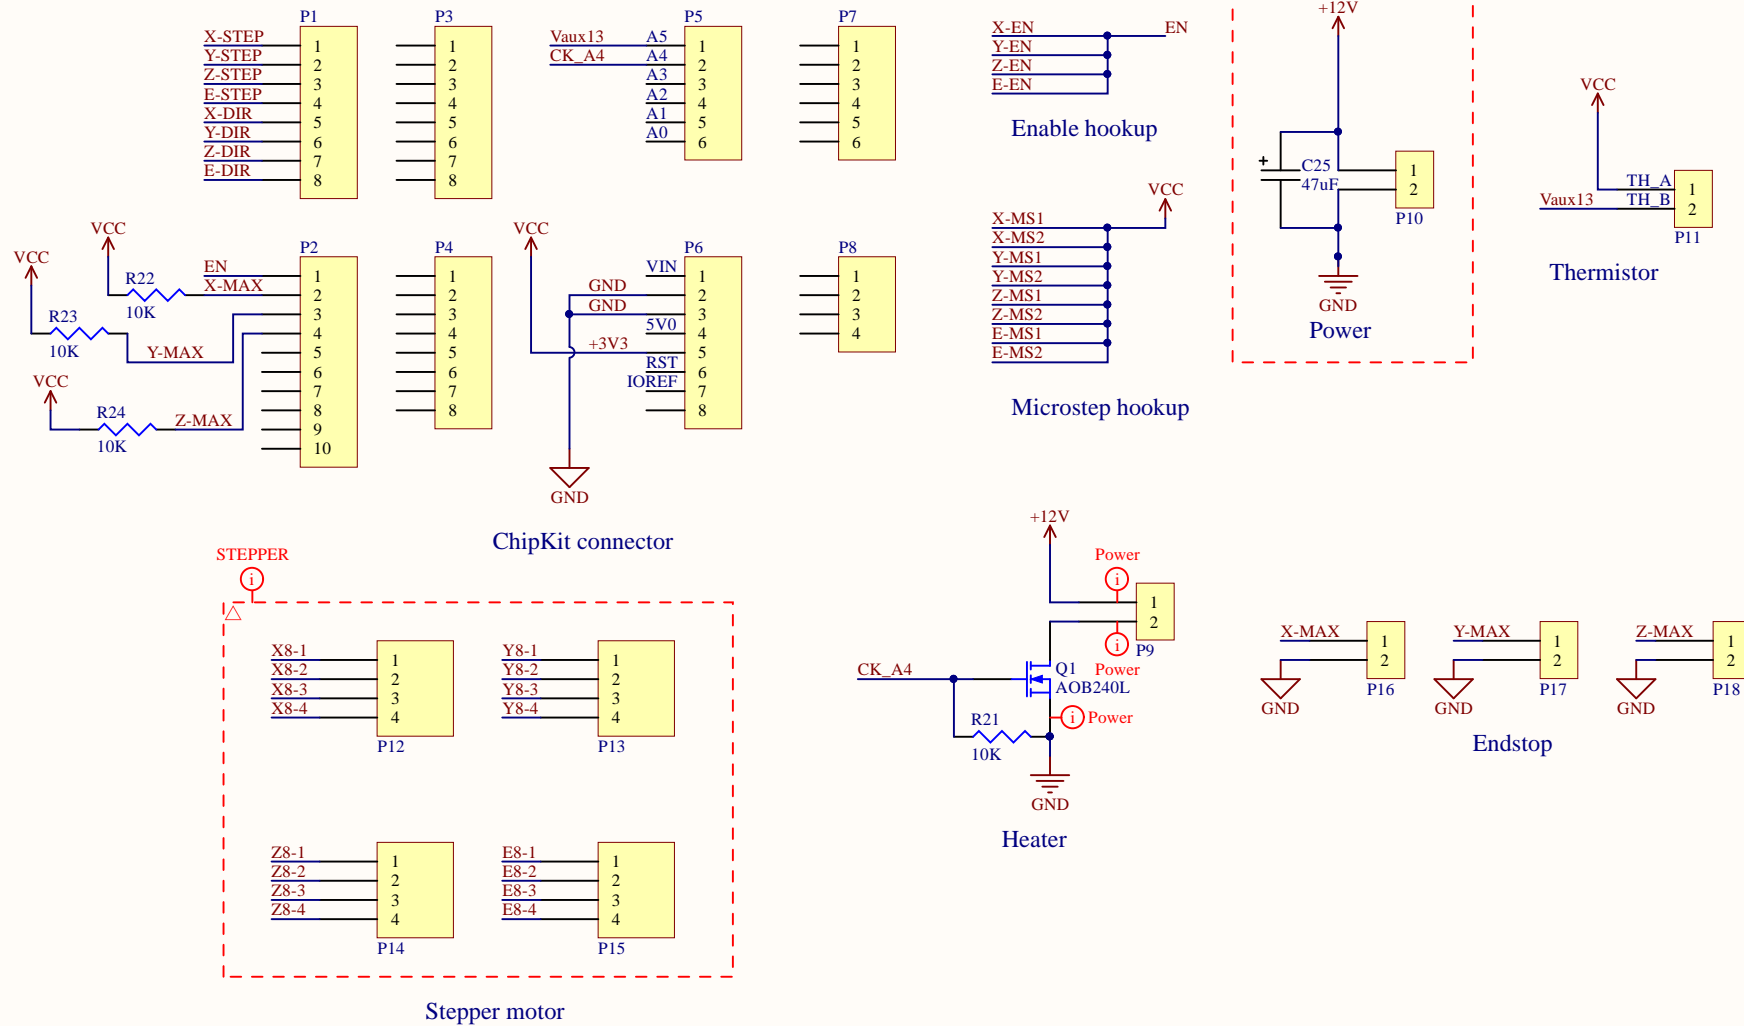 P1
X-STEP 1
Y-STEP 2
Z-STEP 3
E-STEP 4
X-DIR 5
Y-DIR 6
Z-DIR 7
E-DIR 8
P3
1
2
3
4
5
6
7
8
P5
Vaux13 A5 1
CK_A4 A4 2
A3 3
A2 4
A1 5
A0 6
P7
1
2
3
4
5
6
X-EN EN
Y-EN
Z-EN
E-EN
Enable hookup
+12V
C25
47uF
1
2
P10
GND
Power
VCC
TH_A 1
Vaux13 TH_B 2
P11
Thermistor
VCC
VCC
R22
10K
R23
10K
Y-MAX
VCC
R24
10K
Z-MAX
P2
EN 1
X-MAX 2
3
4
5
6
7
8
9
10
P4
1
2
3
4
5
6
7
8
VCC
P6
VIN 1
GND 2
GND 3
5V0 4
+3V3 5
RST 6
IOREF 7
8
GND
P8
1
2
3
4
VCC
X-MS1
X-MS2
Y-MS1
Y-MS2
Z-MS1
Z-MS2
E-MS1
E-MS2
Microstep hookup
ChipKit connector
STEPPER
i
X8-1 1
X8-2 2
X8-3 3
X8-4 4
P12
Y8-1 1
Y8-2 2
Y8-3 3
Y8-4 4
P13
Z8-1 1
Z8-2 2
Z8-3 3
Z8-4 4
P14
E8-1 1
E8-2 2
E8-3 3
E8-4 4
P15
Stepper motor
+12V
Power
i
1
2
P9
i
Power
CK_A4
Q1
AOB240L
i Power
R21
10K
GND
Heater
X-MAX 1
2
GND
P16
Y-MAX 1
2
GND
P17
Z-MAX 1
2
GND
P18
Endstop